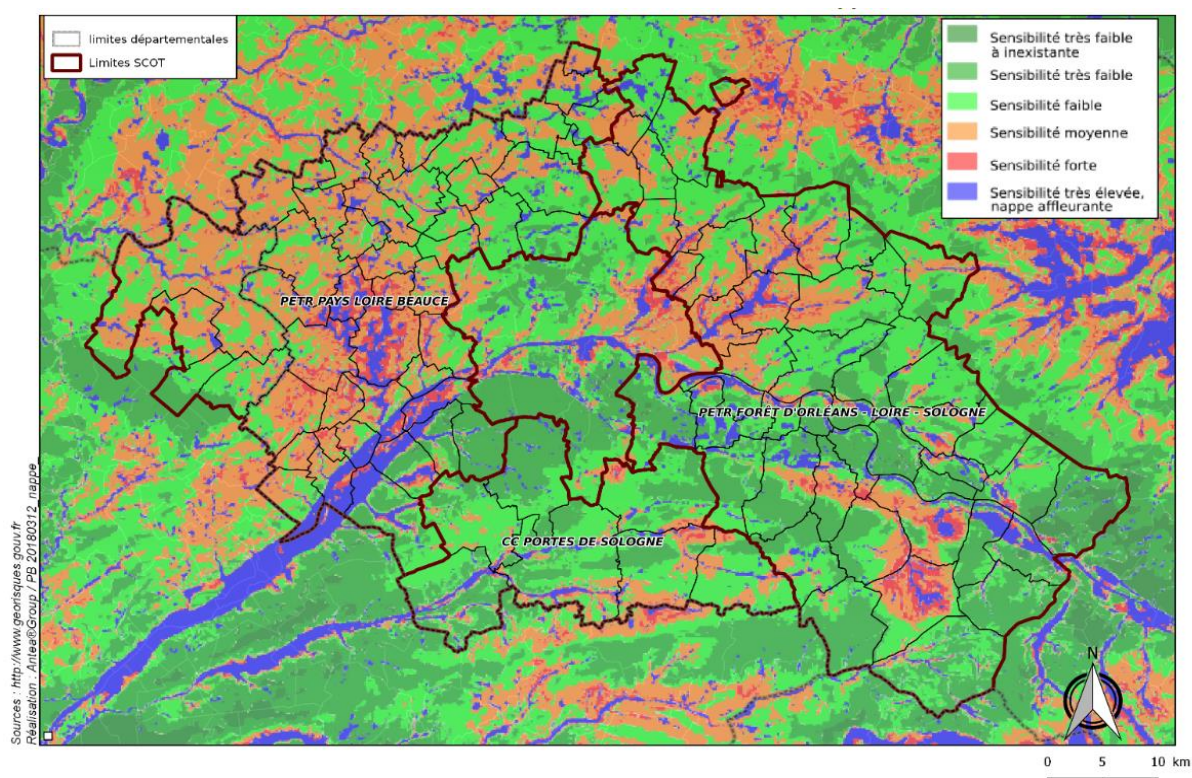 limites départementales
Limites SCOT
Sensibilité très faible
à inexistante
Sensibilité très faible
Sensibilité faible
Sensibilité moyenne
Sensibilité forte
Sensibilité très élevée,
nappe affleurante
PETR PAYS LOIRE BEAUCE
PETR FORÊT D'ORLÉANS - LOIRE - SOLOGNE
CC PORTES DE SOLOGNE
Sources : http://www.georisques.gouv.fr
Réalisation : Antea®Group / PB 20180312_nappe_
N
0 5 10 km